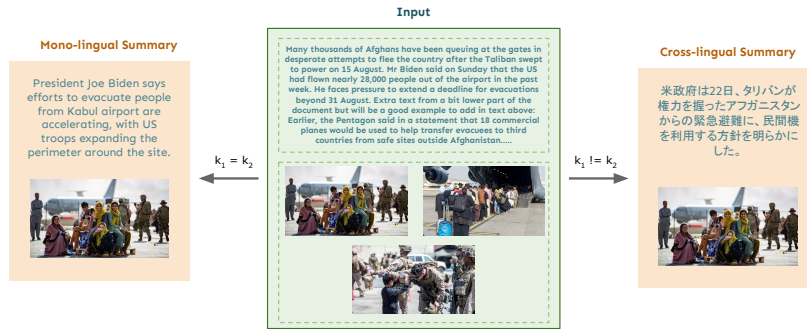 Input
Mono-lingual Summary
President Joe Biden says
efforts to evacuate people
from Kabul airport are
accelerating, with US
troops expanding the
perimeter around the site.
k1 = k2
Many thousands of Afghans have been queuing at the gates in
desperate attempts to flee the country after the Taliban swept
to power on 15 August. Mr Biden said on Sunday that the US
had flown nearly 28,000 people out of the airport in the past
week. He faces pressure to extend a deadline for evacuations
beyond 31 August. Extra text from a bit lower part of the
document but will be a good example to add in text above:
Earlier, the Pentagon said in a statement that 18 commercial
planes would be used to help transfer evacuees to third
countries from safe sites outside Afghanistan.....
k1 != k2
Cross-lingual Summary
米政府は22日、タリバンが
権力を握ったアフガニスタン
からの緊急避難に、民間機
を利用する方針を明らかに
した。